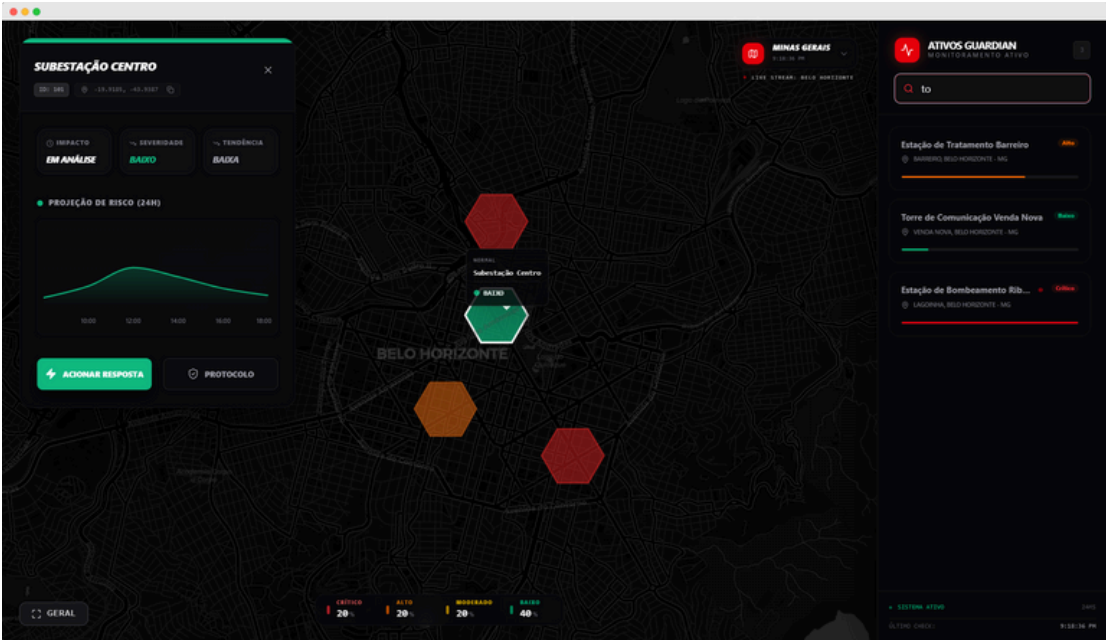 SUBESTAÇÃO CENTRO
ID: 101
-19.9185, -43.9387
IMPACTO
EM ANÁLISE
SEVERIDADE
BAIXO
TENDÊNCIA
BAIXA
PROJEÇÃO DE RISCO (24H)
10:00 12:00 14:00 16:00 18:00
ACIONAR RESPOSTA
PROTOCOLO
GERAL
MINAS GERAIS
9:18:36 PM
LIVE STREAM: BELO HORIZONTE
NORMAL
Subestação Centro
BAIXO
BELO HORIZONTE
CRÍTICO
20%
ALTO
20%
MODERADO
20%
BAIXO
40%
ATIVOS GUARDIAN
MONITORAMENTO ATIVO
to
Estação de Tratamento Barreiro
Alto
BARREIRO, BELO HORIZONTE - MG
Torre de Comunicação Venda Nova
Baixo
VENDA NOVA, BELO HORIZONTE - MG
Estação de Bombeamento Rib...
Crítico
LAGOINHA, BELO HORIZONTE - MG
SISTEMA ATIVO
ÚLTIMO CHECK:
9:18:36 PM